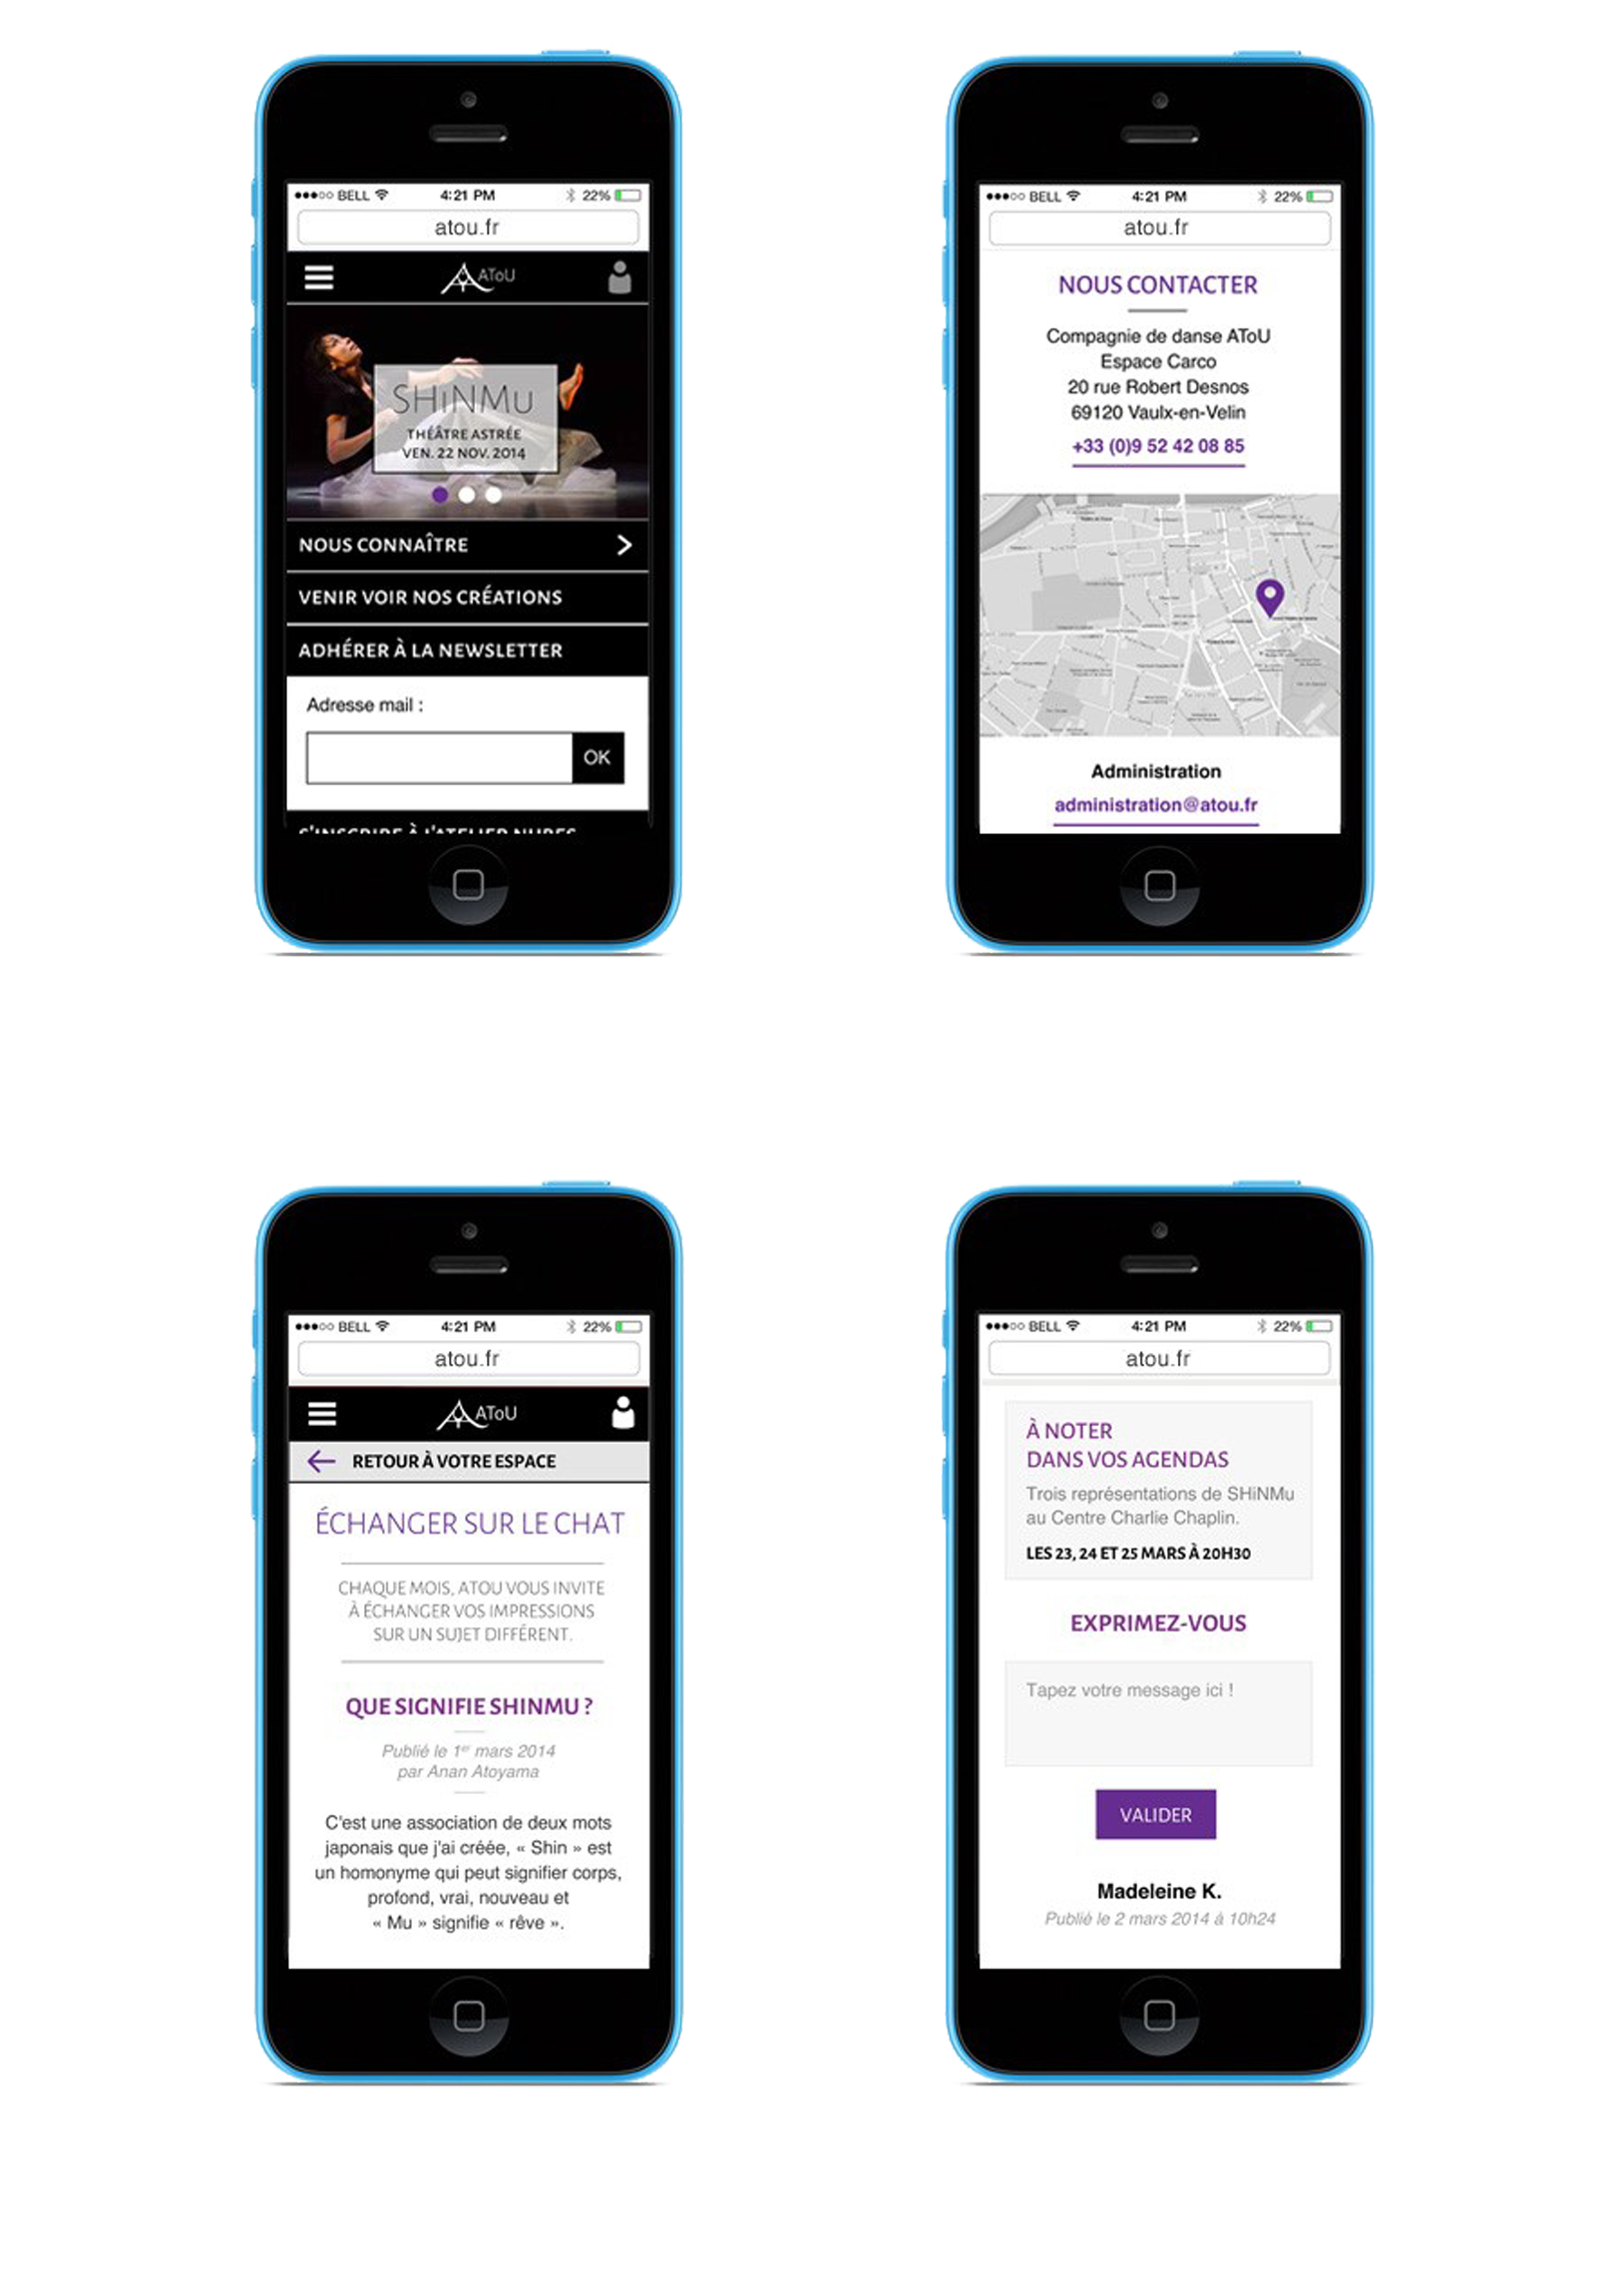 BELL 4:21 PM 22%
atou.fr
ATOU
SHiNMu
THÉÂTRE ASTRÉE
VEN. 22 NOV. 2014
NOUS CONNAÎTRE
VENIR VOIR NOS CRÉATIONS
ADHÉRER À LA NEWSLETTER
Adresse mail :
OK
S'INSCRIRE À L'ATELIER NUBES
BELL 4:21 PM 22%
atou.fr
NOUS CONTACTER
Compagnie de danse AToU
Espace Carco
20 rue Robert Desnos
69120 Vaulx-en-Velin
+33 (0)9 52 42 08 85
Administration
administration@atou.fr
BELL 4:21 PM 22%
atou.fr
ATOU
RETOUR À VOTRE ESPACE
ÉCHANGER SUR LE CHAT
CHAQUE MOIS, ATOU VOUS INVITE
À ÉCHANGER VOS IMPRESSIONS
SUR UN SUJET DIFFÉRENT.
QUE SIGNIFIE SHINMU ?
Publié le 1er mars 2014
par Anan Atoyama
C'est une association de deux mots
japonais que j'ai créée, « Shin » est
un homonyme qui peut signifier corps,
profond, vrai, nouveau et
« Mu » signifie « rêve ».
BELL 4:21 PM 22%
atou.fr
À NOTER
DANS VOS AGENDAS
Trois représentations de SHiNMu
au Centre Charlie Chaplin.
LES 23, 24 ET 25 MARS À 20H30
EXPRIMEZ-VOUS
Tapez votre message ici !
VALIDER
Madeleine K.
Publié le 2 mars 2014 à 10h24